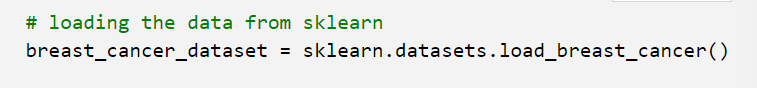 # loading the data from sklearn
breast_cancer_dataset = sklearn.datasets.load_breast_cancer()